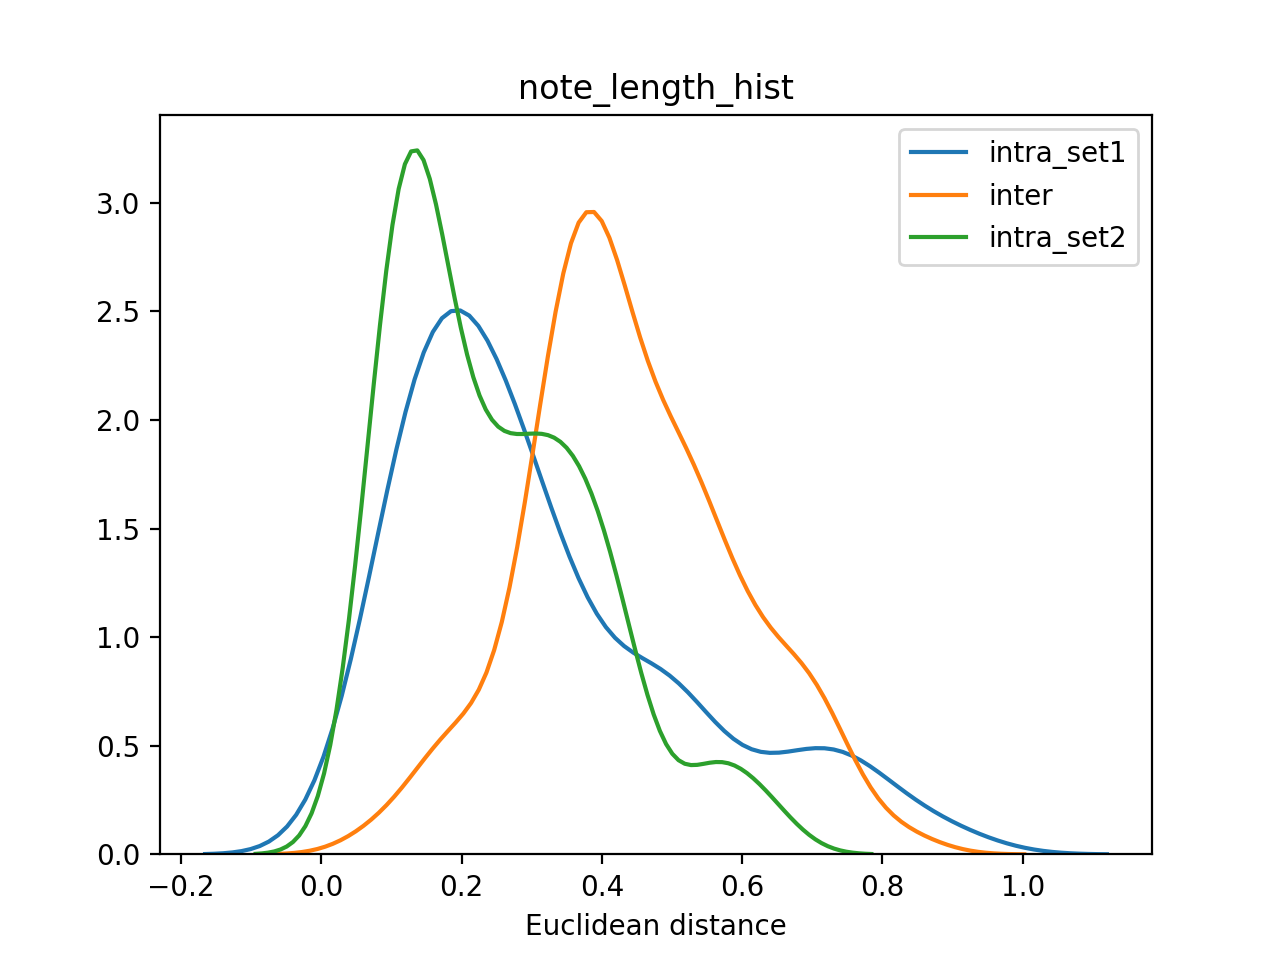 note_length_hist
intra_set1
inter
intra_set2
3.0
2.5
2.0
1.5
1.0
0.5
0.0
−0.2 0.0 0.2 0.4 0.6 0.8 1.0
Euclidean distance